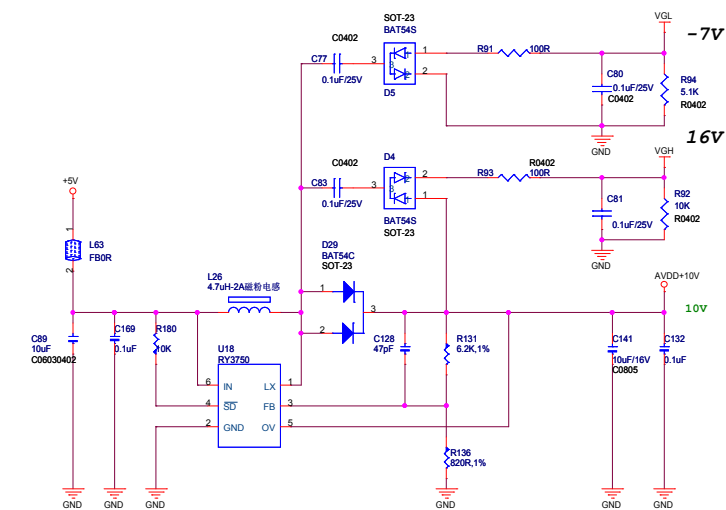 SOT-23
BAT54S
C0402
C77
0.1uF/25V
3
1
2
D5
R91
100R
VGL
-7V
C80
0.1uF/25V
C0402
R94
5.1K
R0402
GND
16V
VGH
D4
C0402
C83
0.1uF/25V
3
2
1
BAT54S
SOT-23
R93
R0402
100R
C81
0.1uF/25V
R92
10K
R0402
GND
+5V
1
L63
FB0R
2
D29
BAT54C
SOT-23
1
2
3
L26
4.7uH-2A磁粉电感
AVDD+10V
10V
C89
10uF
C06030402
C169
0.1uF
R180
10K
U18
RY3750
6
IN
LX
1
4
SD
FB
3
2
GND
OV
5
C128
47pF
R131
6.2K,1%
C141
10uF/16V
C0805
C132
0.1uF
R136
820R,1%
GND
GND
GND
GND
GND
GND